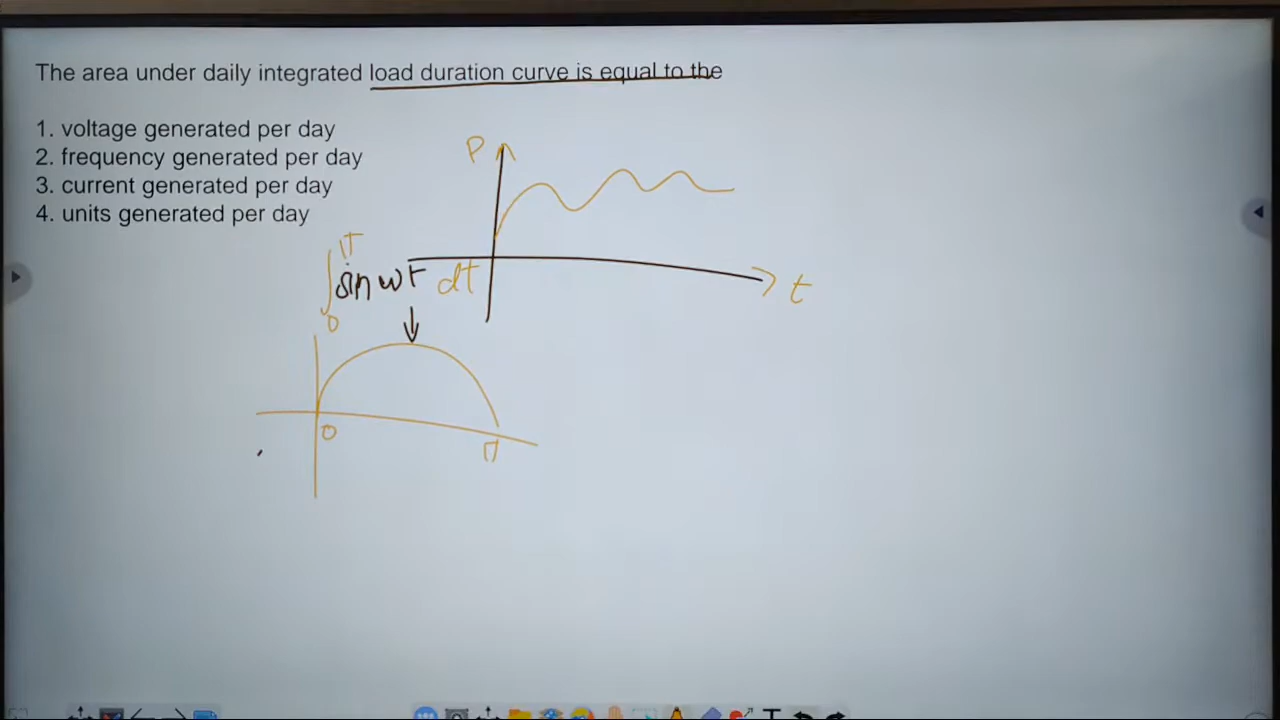 The area under daily integrated load duration curve is equal to the
1. voltage generated per day
2. frequency generated per day
3. current generated per day
4. units generated per day
P
t
π
∫ sin ωt dt
0
0
π